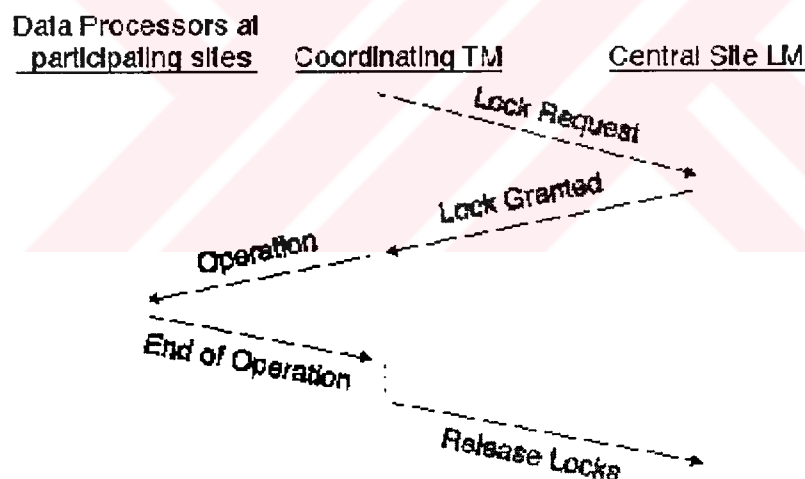 Data Processors at
participating sites
Coordinating TM
Central Site LM
Lock Request
Lock Granted
Operation
End of Operation
Release Locks